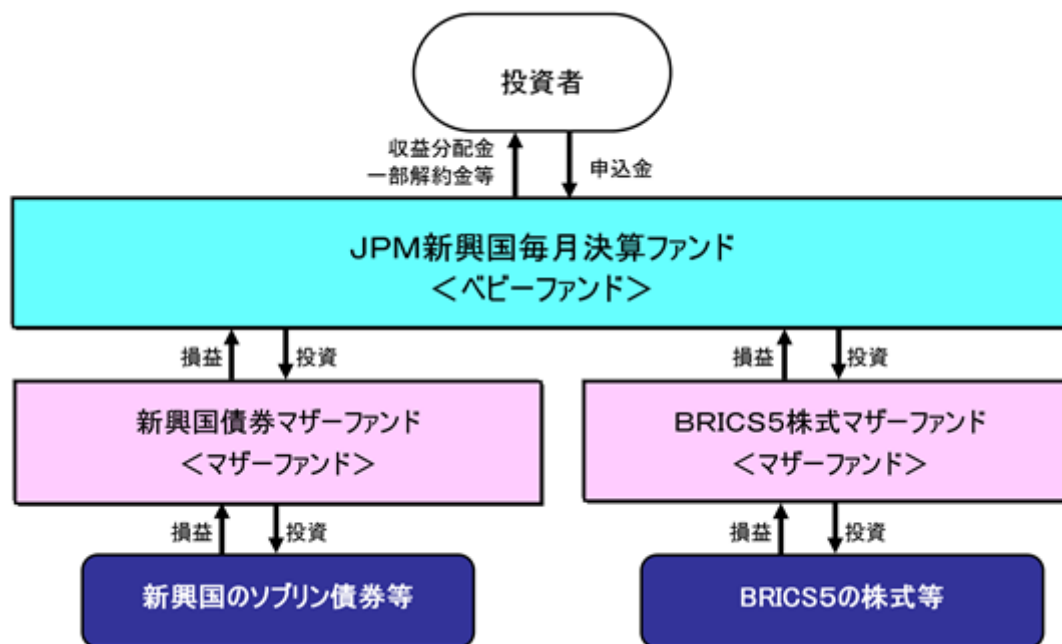 投資者
収益分配金
一部解約金等
申込金
JPM新興国毎月決算ファンド
＜ベビーファンド＞
損益
投資
損益
投資
新興国債券マザーファンド
＜マザーファンド＞
BRICS5株式マザーファンド
＜マザーファンド＞
損益
投資
損益
投資
新興国のソブリン債券等
BRICS5の株式等